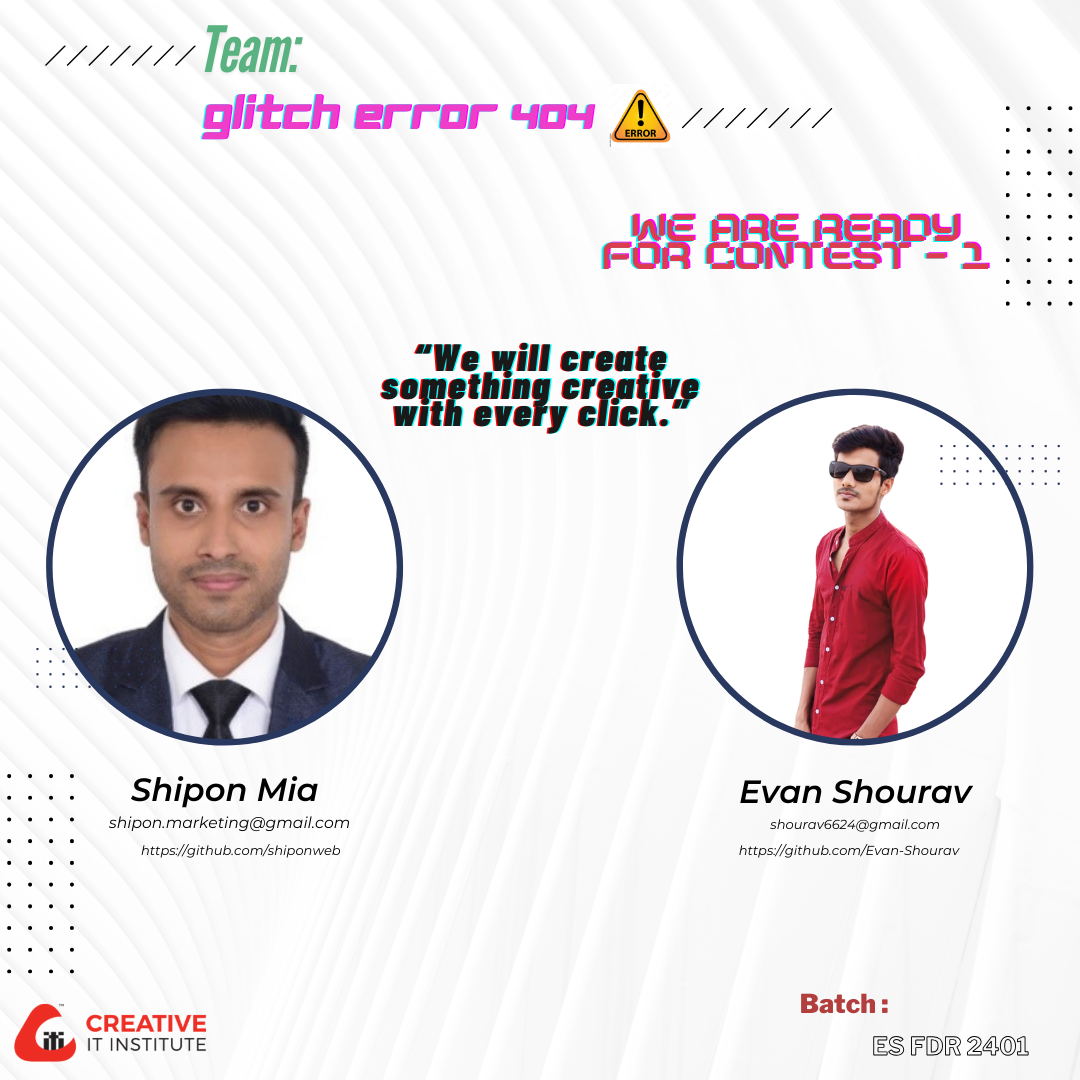 Team:
glitch error 404
ERROR
WE ARE READY
FOR CONTEST - 1
“We will create
something creative
with every click.”
Shipon Mia
shipon.marketing@gmail.com
https://github.com/shiponweb
Evan Shourav
shourav6624@gmail.com
https://github.com/Evan-Shourav
iTi
™
CREATIVE
IT INSTITUTE
Batch :
ES FDR 2401